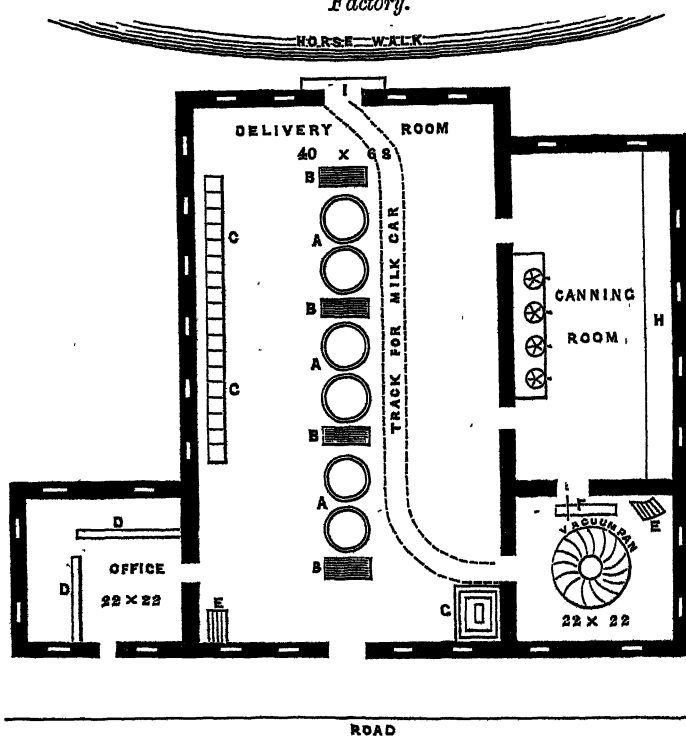 Factory.
HORSE WALK
I
DELIVERY ROOM
40 X 68
B
C
A
TRACK FOR MILK CAR
CANNING
ROOM
H
B
A
C
B
A
D
B
OFFICE
D
22 X 22
E
G
F
E
VACUUM PAN
22 X 22
ROAD